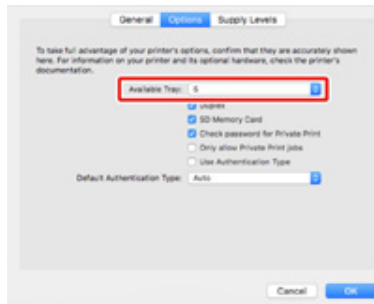 General Options Supply Levels
To take full advantage of your printer's options, confirm that they are accurately shown
here. For information on your printer and its optional hardware, check the printer's
documentation.
Available Tray: 5
Duplex
SD Memory Card
Check password for Private Print
Only allow Private Print jobs
Use Authentication Type
Default Authentication Type: Auto
Cancel OK